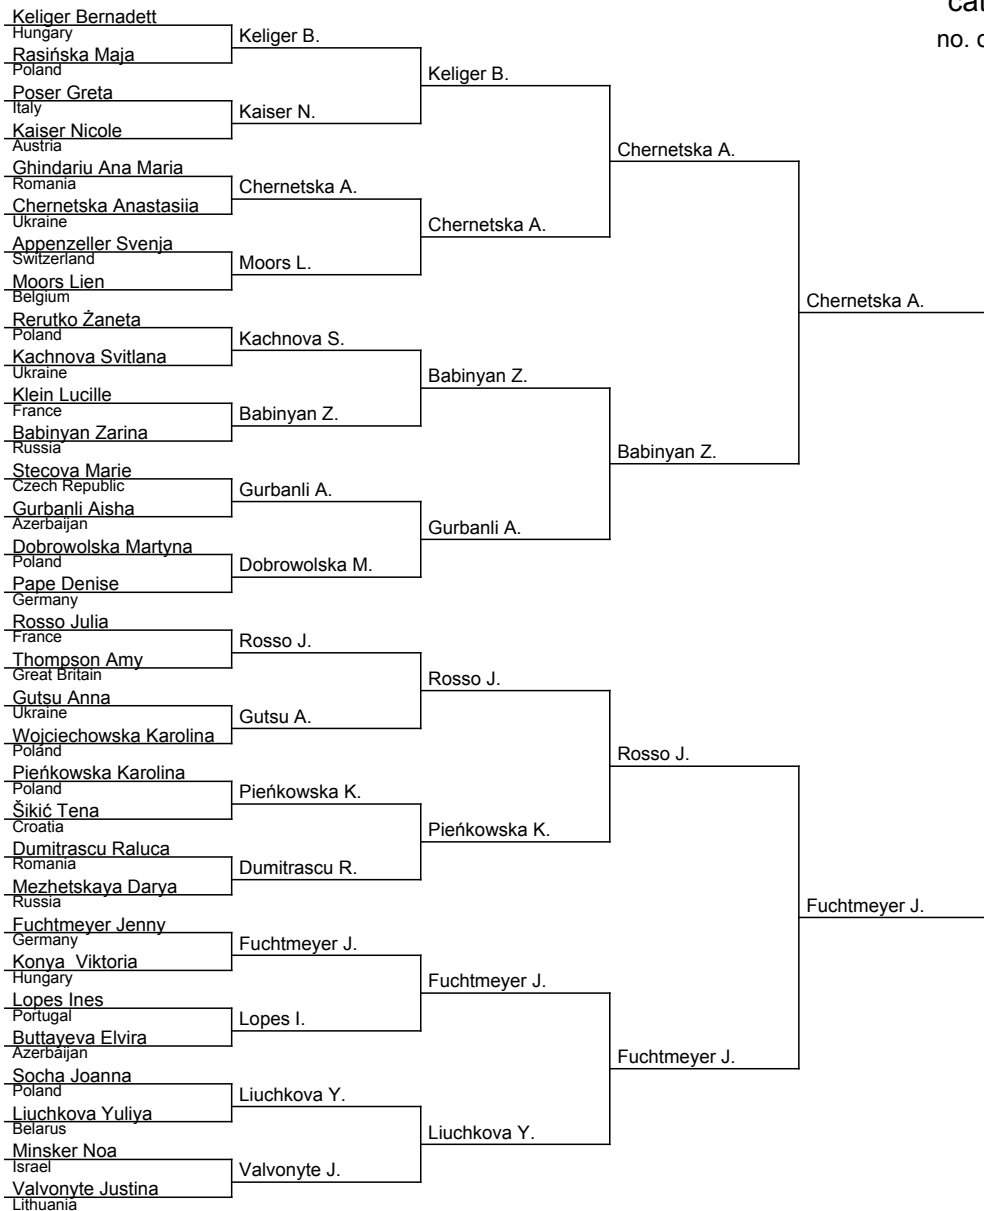 cat
no. o
Keliger Bernadett
Hungary
Rasińska Maja
Poland
Poser Greta
Italy
Kaiser Nicole
Austria
Ghindariu Ana Maria
Romania
Chernetska Anastasiia
Ukraine
Appenzeller Svenja
Switzerland
Moors Lien
Belgium
Rerutko Żaneta
Poland
Kachnova Svitlana
Ukraine
Klein Lucille
France
Babinyan Zarina
Russia
Stecova Marie
Czech Republic
Gurbanli Aisha
Azerbaijan
Dobrowolska Martyna
Poland
Pape Denise
Germany
Rosso Julia
France
Thompson Amy
Great Britain
Gutsu Anna
Ukraine
Wojciechowska Karolina
Poland
Pieńkowska Karolina
Poland
Šikić Tena
Croatia
Dumitrascu Raluca
Romania
Mezhetskaya Darya
Russia
Fuchtmeyer Jenny
Germany
Konya Viktoria
Hungary
Lopes Ines
Portugal
Buttayeva Elvira
Azerbaijan
Socha Joanna
Poland
Liuchkova Yuliya
Belarus
Minsker Noa
Israel
Valvonyte Justina
Lithuania
Keliger B.
Kaiser N.
Chernetska A.
Moors L.
Kachnova S.
Babinyan Z.
Gurbanli A.
Dobrowolska M.
Rosso J.
Gutsu A.
Pieńkowska K.
Dumitrascu R.
Fuchtmeyer J.
Lopes I.
Liuchkova Y.
Valvonyte J.
Keliger B.
Chernetska A.
Babinyan Z.
Gurbanli A.
Rosso J.
Pieńkowska K.
Fuchtmeyer J.
Liuchkova Y.
Chernetska A.
Babinyan Z.
Rosso J.
Fuchtmeyer J.
Chernetska A.
Fuchtmeyer J.